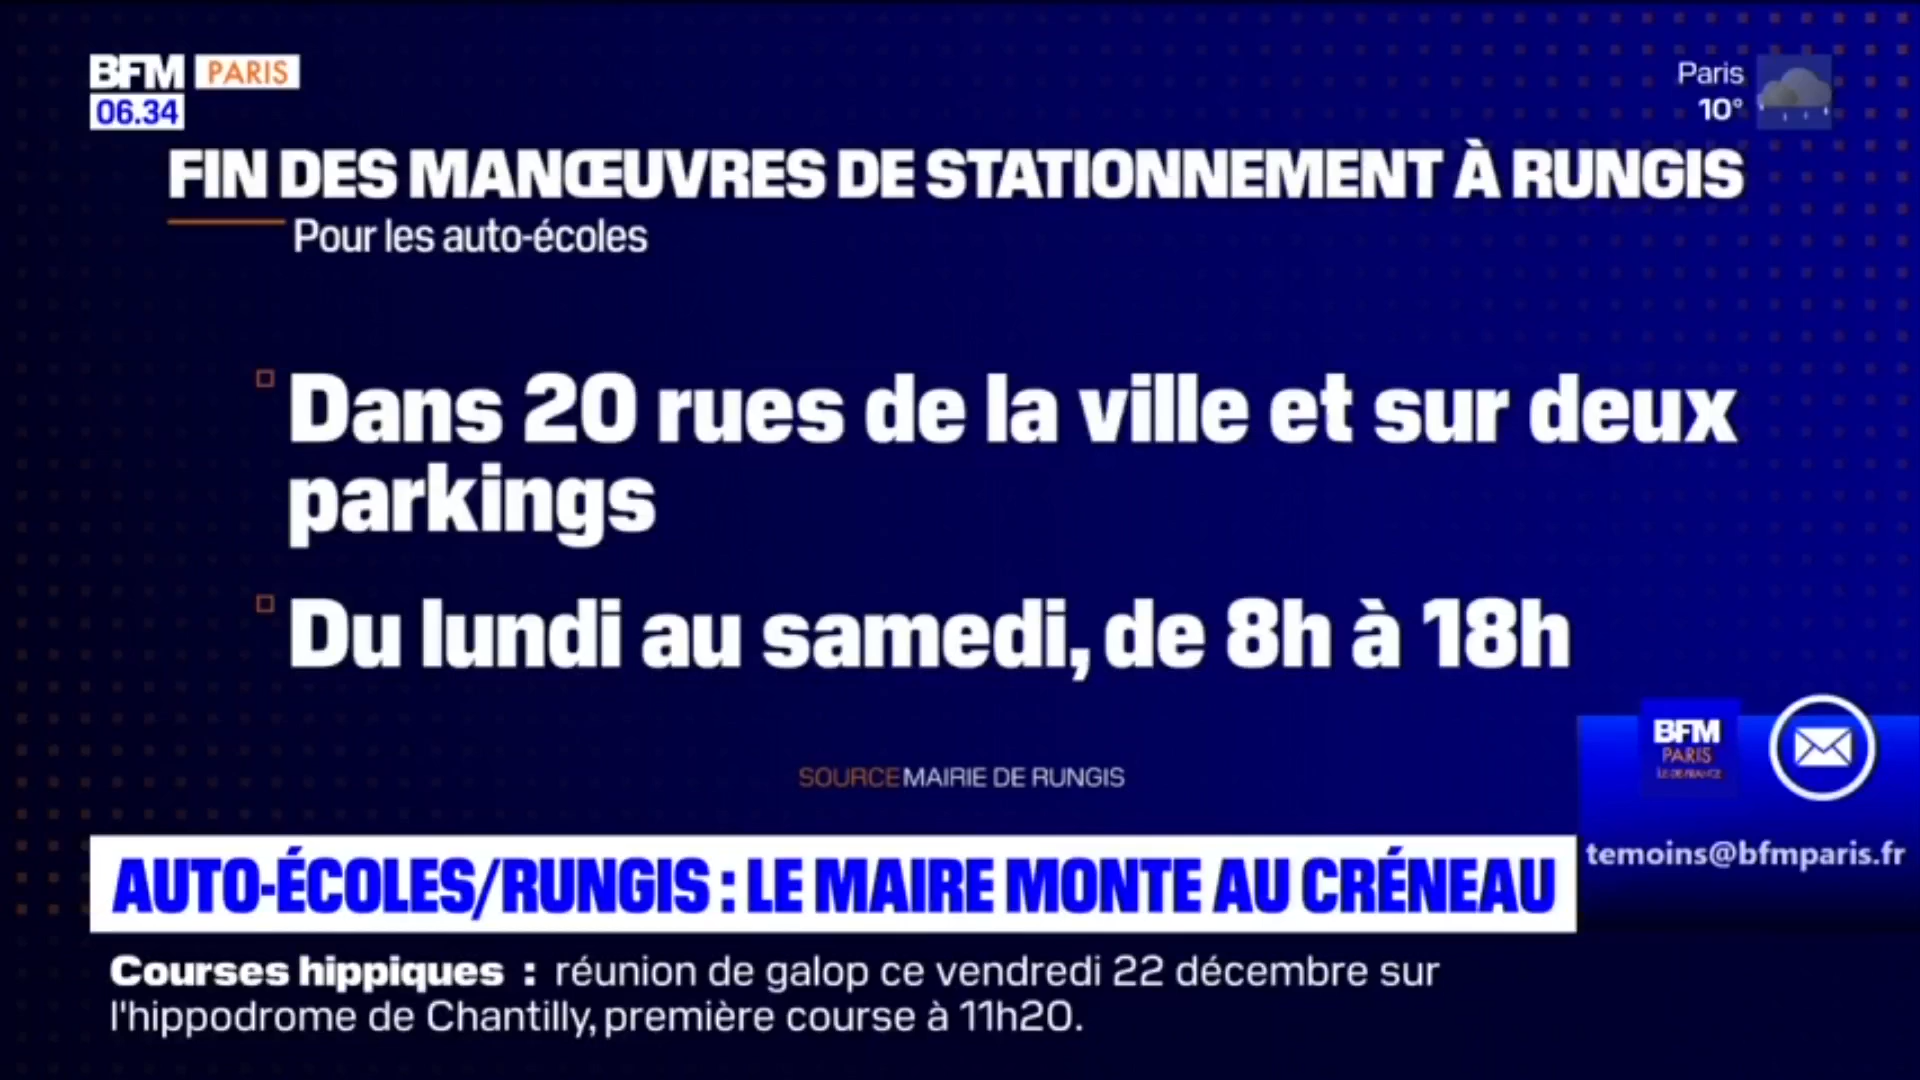 BFM PARIS
06.34
Paris
10°
FIN DES MANŒUVRES DE STATIONNEMENT À RUNGIS
Pour les auto-écoles
Dans 20 rues de la ville et sur deux
parkings
Du lundi au samedi, de 8h à 18h
SOURCE MAIRIE DE RUNGIS
BFM
PARIS
ILE-DE-FRANCE
temoins@bfmparis.fr
AUTO-ÉCOLES/RUNGIS : LE MAIRE MONTE AU CRÉNEAU
Courses hippiques : réunion de galop ce vendredi 22 décembre sur
l'hippodrome de Chantilly, première course à 11h20.